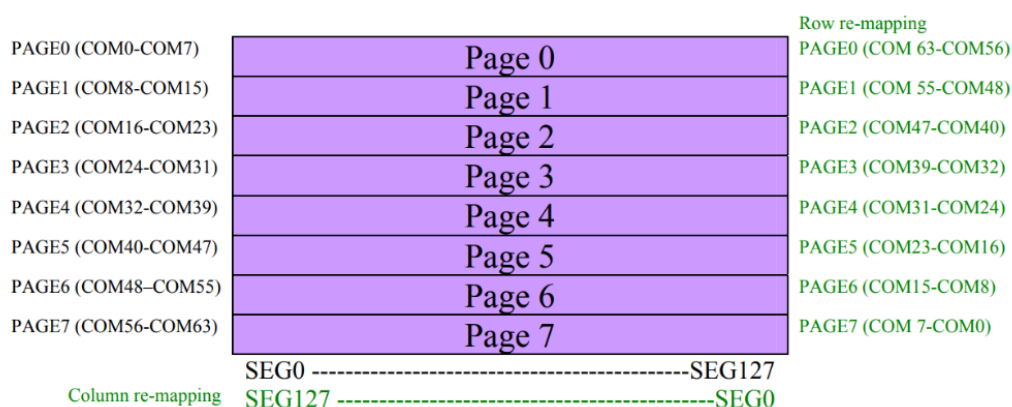 Row re-mapping
PAGE0 (COM0-COM7) Page 0 PAGE0 (COM 63-COM56)
PAGE1 (COM8-COM15) Page 1 PAGE1 (COM 55-COM48)
PAGE2 (COM16-COM23) Page 2 PAGE2 (COM47-COM40)
PAGE3 (COM24-COM31) Page 3 PAGE3 (COM39-COM32)
PAGE4 (COM32-COM39) Page 4 PAGE4 (COM31-COM24)
PAGE5 (COM40-COM47) Page 5 PAGE5 (COM23-COM16)
PAGE6 (COM48–COM55) Page 6 PAGE6 (COM15-COM8)
PAGE7 (COM56-COM63) Page 7 PAGE7 (COM 7-COM0)
SEG0 ---------------------------------------------SEG127
Column re-mapping SEG127 ---------------------------------------------SEG0